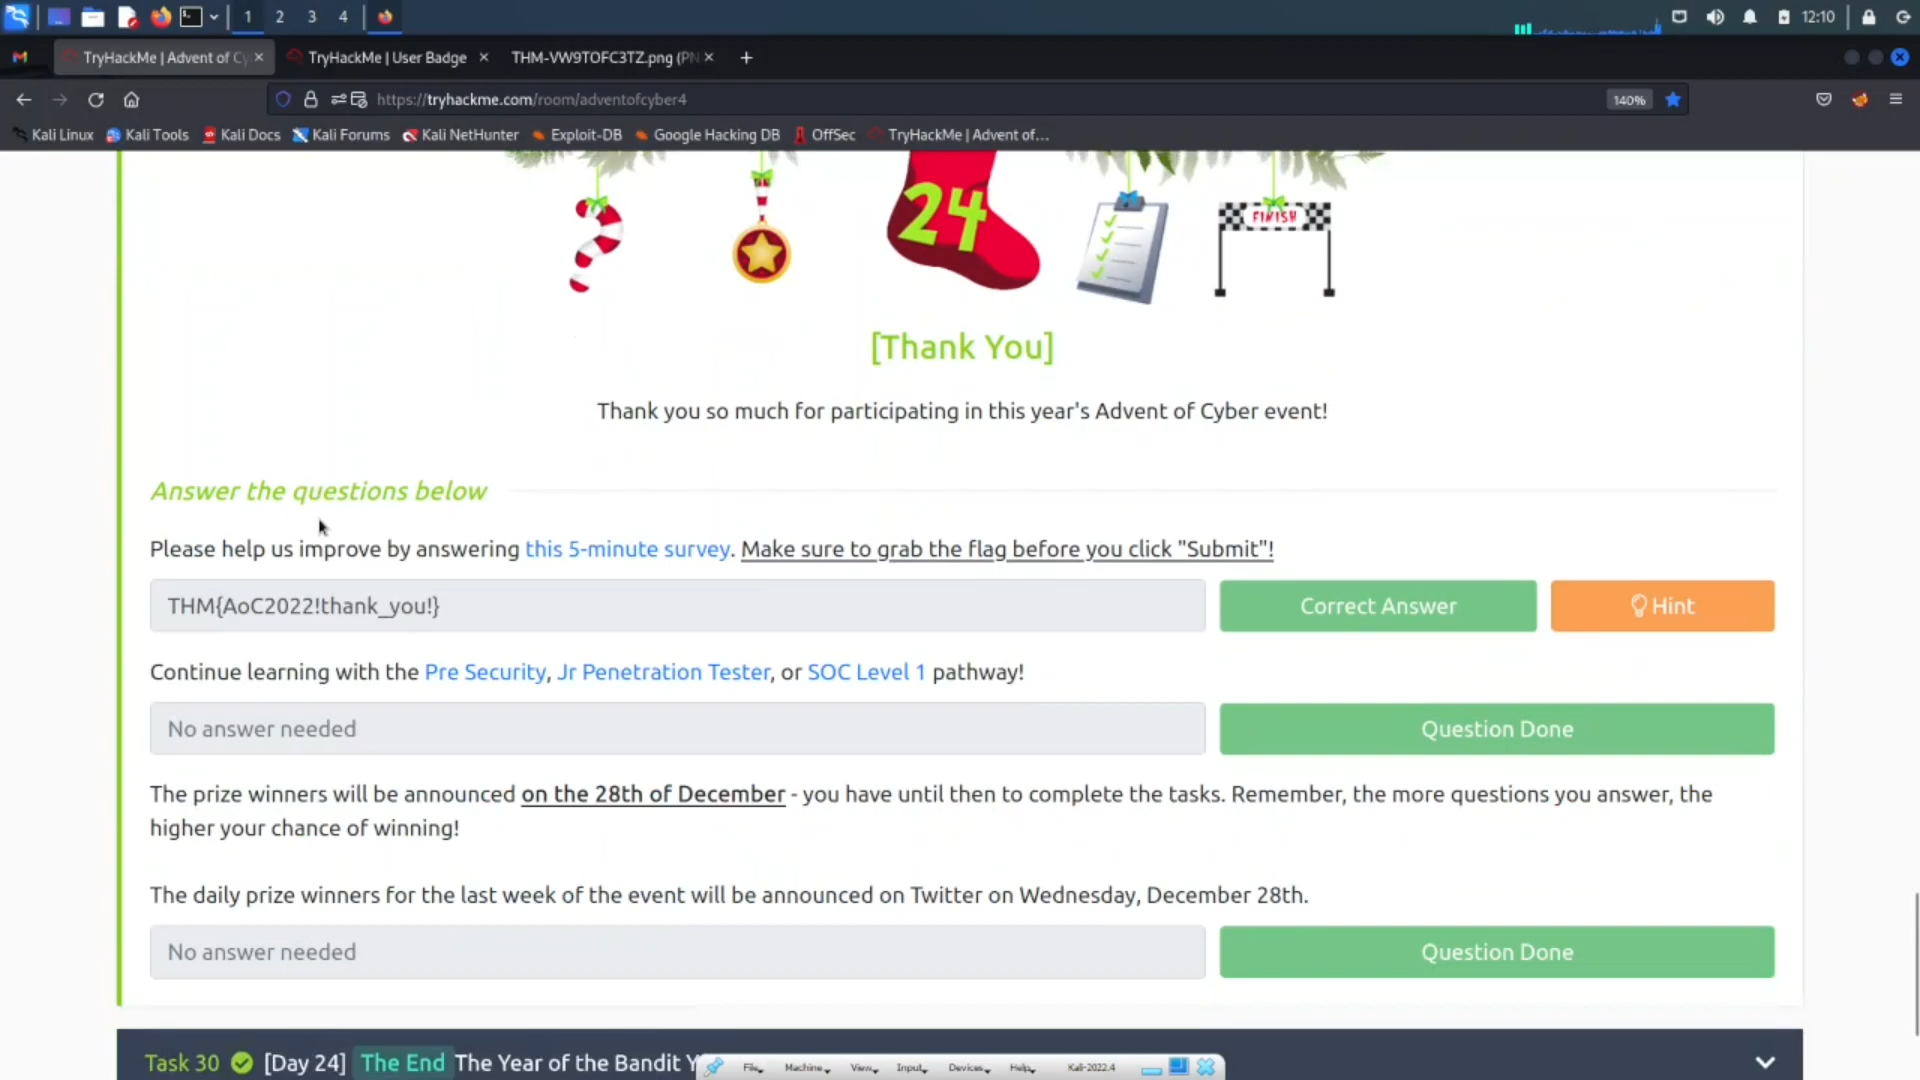 1 2 3 4 12:10
TryHackMe | Advent of Cy TryHackMe | User Badge THM-VW9TOFC3TZ.png (PN
https://tryhackme.com/room/adventofcyber4 140%
Kali Linux Kali Tools Kali Docs Kali Forums Kali NetHunter Exploit-DB Google Hacking DB OffSec TryHackMe | Advent of...
24
FINISH
[Thank You]
Thank you so much for participating in this year's Advent of Cyber event!
Answer the questions below
Please help us improve by answering this 5-minute survey. Make sure to grab the flag before you click "Submit"!
THM{AoC2022!thank_you!} Correct Answer Hint
Continue learning with the Pre Security, Jr Penetration Tester, or SOC Level 1 pathway!
No answer needed Question Done
The prize winners will be announced on the 28th of December - you have until then to complete the tasks. Remember, the more questions you answer, the
higher your chance of winning!
The daily prize winners for the last week of the event will be announced on Twitter on Wednesday, December 28th.
No answer needed Question Done
Task 30 [Day 24] The End The Year of the Bandit Y
File Machine View Input Devices Help Kali-2022.4